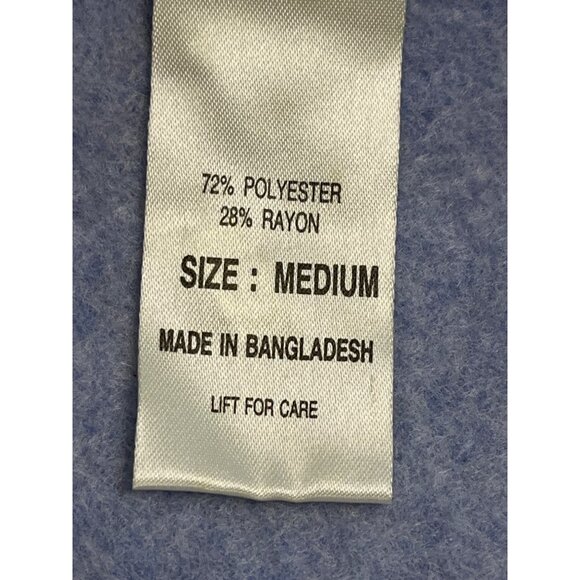 72% POLYESTER
28% RAYON
SIZE : MEDIUM
MADE IN BANGLADESH
LIFT FOR CARE